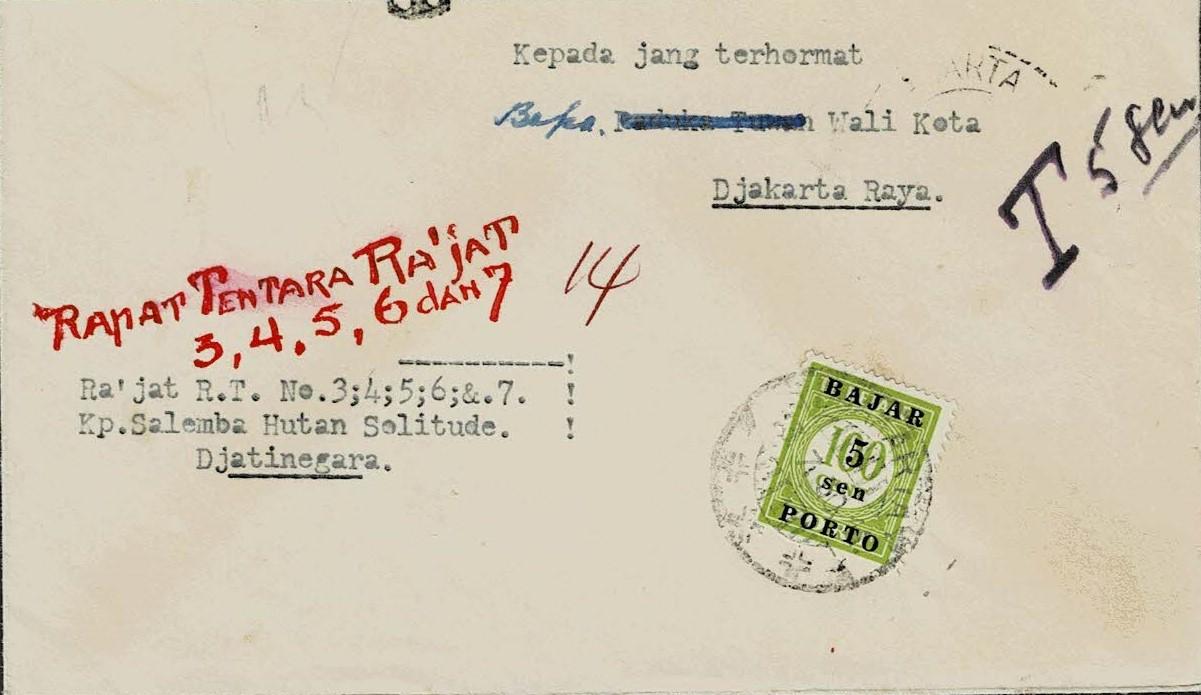 Kepada jang terhormat
Bapa. Paduka Tuwan Wali Kota
Djakarta Raya.
T 5 sen
RAPAT TENTARA RA'JAT
3, 4, 5, 6 dAN 7
14
-----------!
Ra'jat R.T. No.3;4;5;6;&.7. !
Kp.Salemba Hutan Solitude. !
Djatinegara.
BAJAR
100
5
sen
PORTO